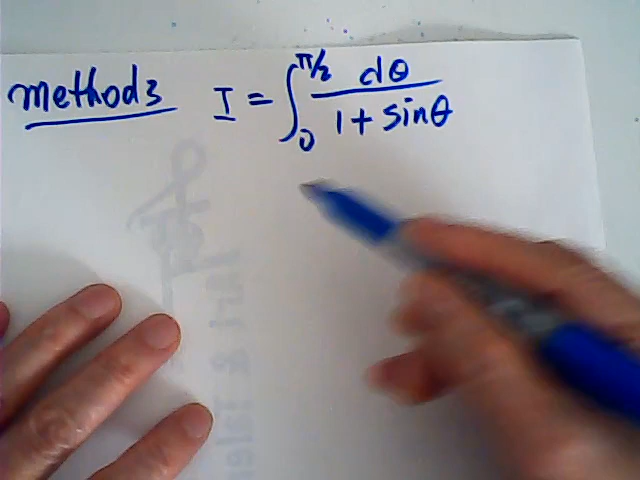 method3 I = ∫₀^π/2 dθ / 1 + sinθ